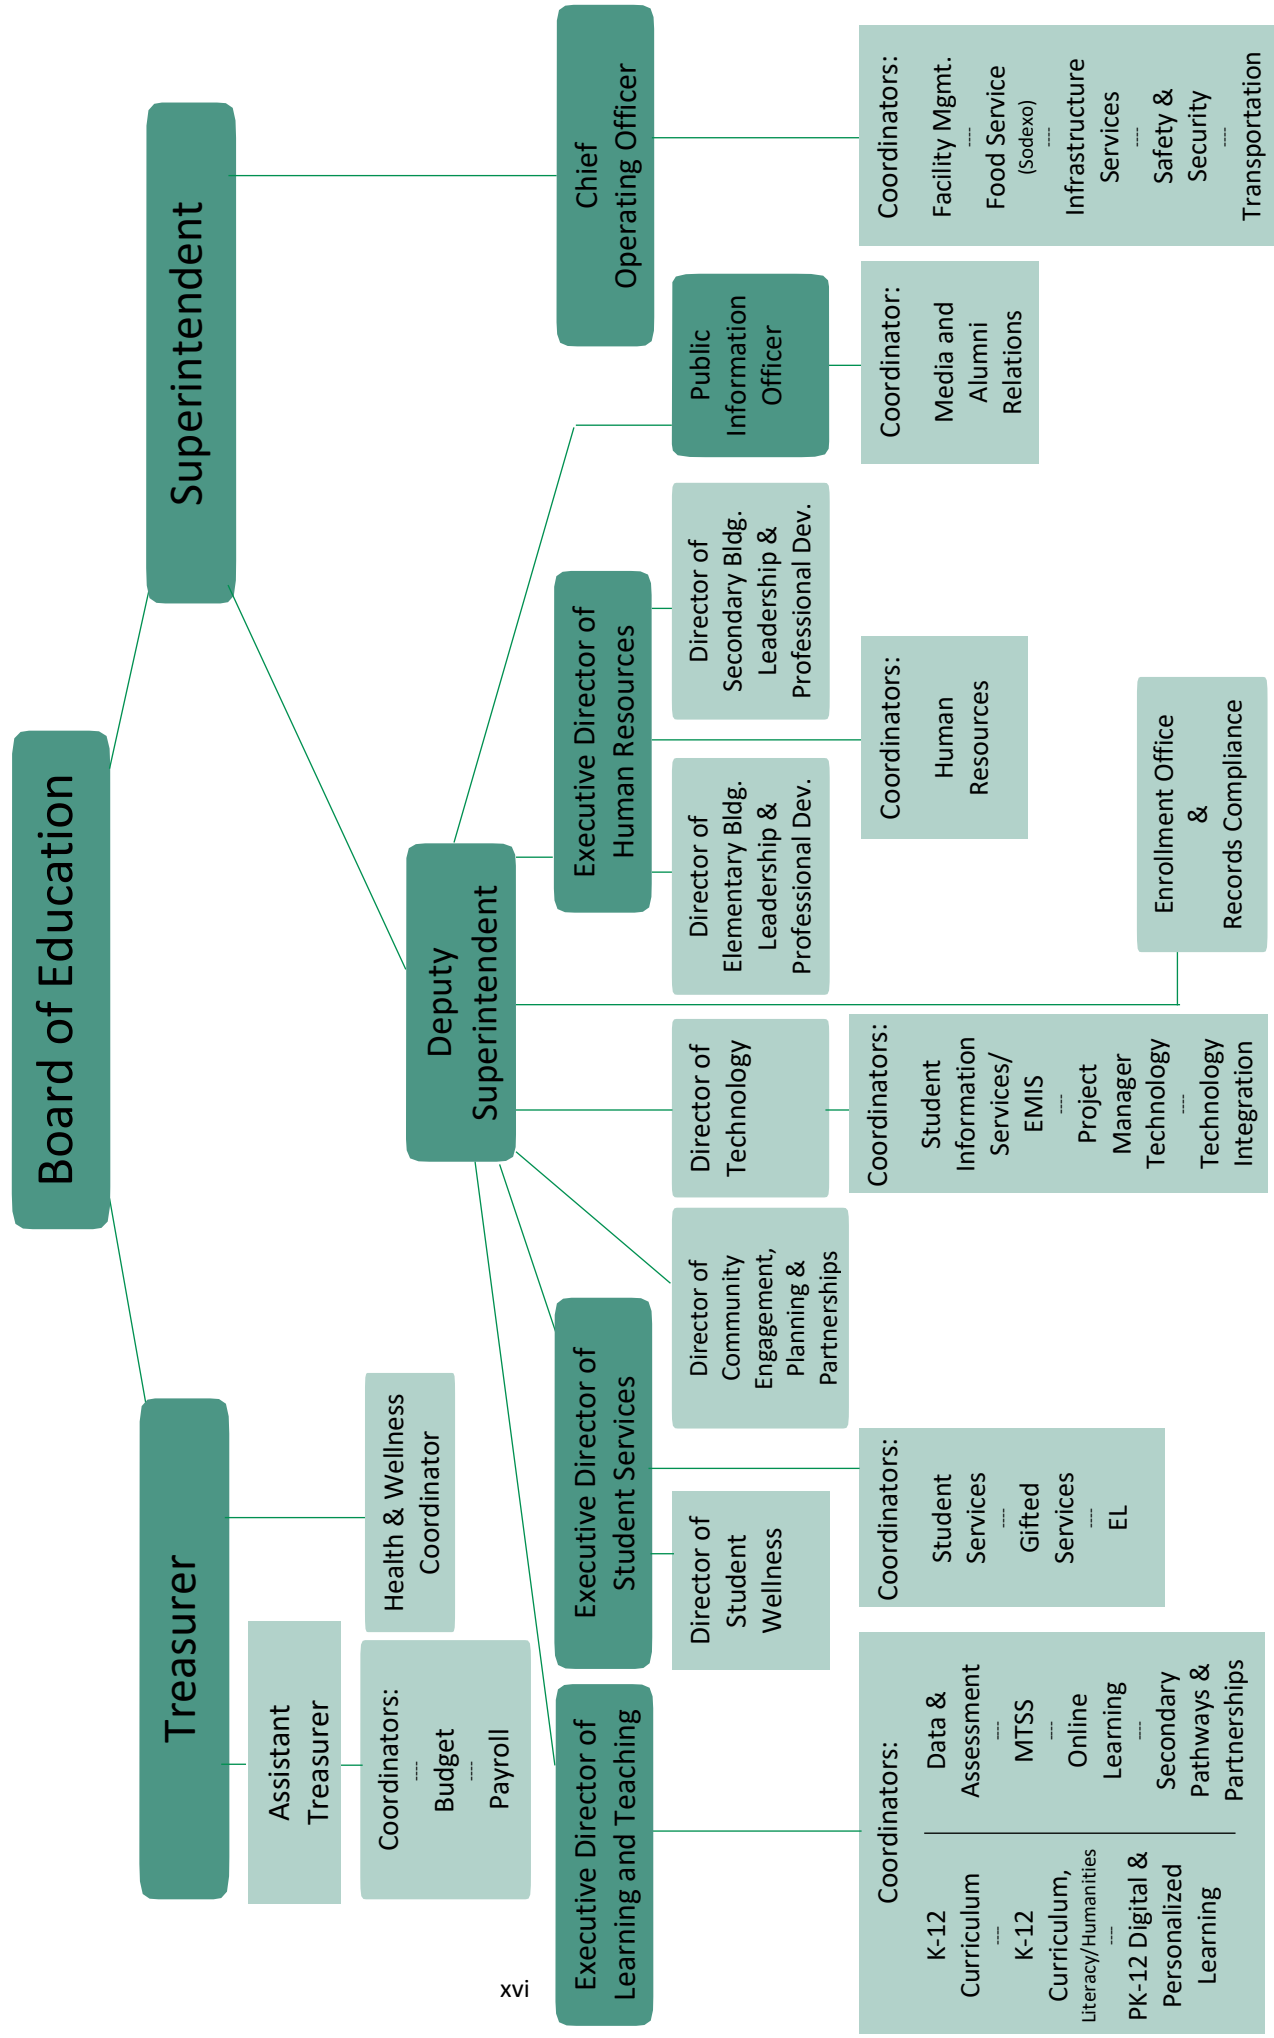 Board of Education
Treasurer
Superintendent
Assistant
Treasurer
Health & Wellness
Coordinator
Coordinators:
----
Budget
----
Payroll
Deputy
Superintendent
Executive Director of
Learning and Teaching
Executive Director of
Student Services
Executive Director of
Human Resources
Chief
Operating Officer
Director of
Student
Wellness
Director of
Community
Engagement,
Planning &
Partnerships
Director of
Technology
Director of
Elementary Bldg.
Leadership &
Professional Dev.
Director of
Secondary Bldg.
Leadership &
Professional Dev.
Public
Information
Officer
Coordinators:
K-12
Curriculum
----
K-12
Curriculum,
Literacy/Humanities
----
PK-12 Digital &
Personalized
Learning
Data &
Assessment
----
MTSS
----
Online
Learning
----
Secondary
Pathways &
Partnerships
Coordinators:
Student
Services
----
Gifted
Services
----
EL
Coordinators:
Student
Information
Services/
EMIS
----
Project
Manager
Technology
----
Technology
Integration
Coordinators:
Human
Resources
Coordinator:
Media and
Alumni
Relations
Coordinators:
Facility Mgmt.
----
Food Service
(Sodexo)
----
Infrastructure
Services
----
Safety &
Security
----
Transportation
Enrollment Office
&
Records Compliance
xvi